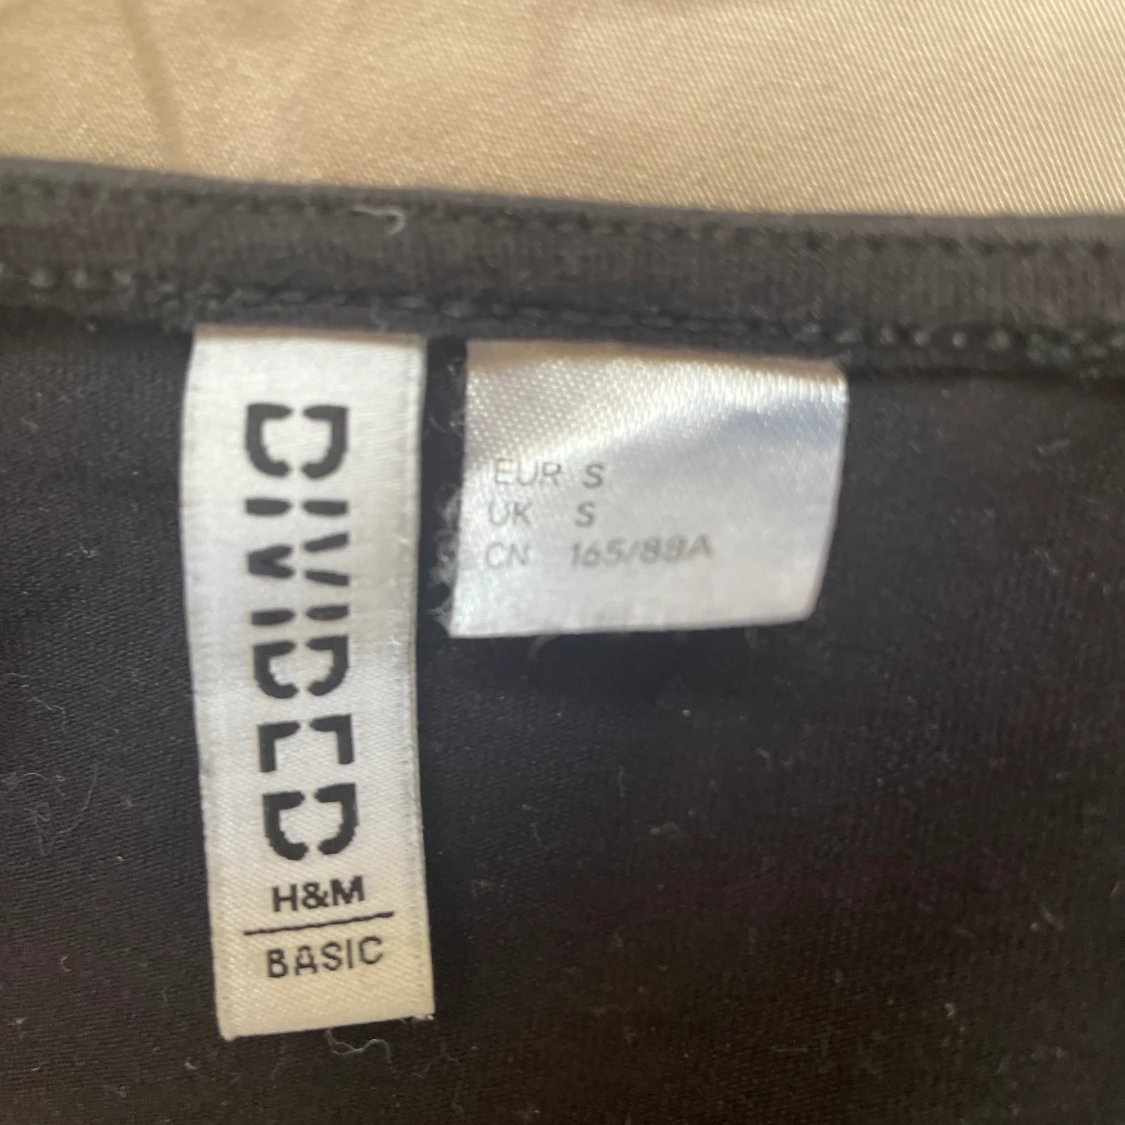 DIVIDED
H&M
BASIC
EUR S
UK S
CN 165/88A